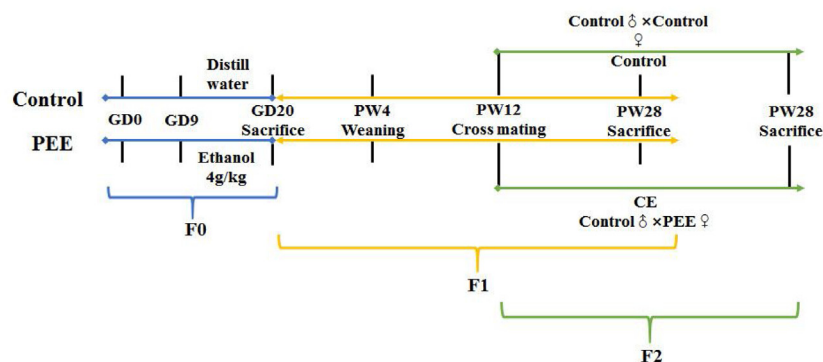 Control ♂ ×Control
♀
Control
Distill
water
Control
GD0
GD9
GD20
Sacrifice
PW4
Weaning
PW12
Cross mating
PW28
Sacrifice
PW28
Sacrifice
PEE
Ethanol
4g/kg
CE
Control ♂ ×PEE ♀
F0
F1
F2